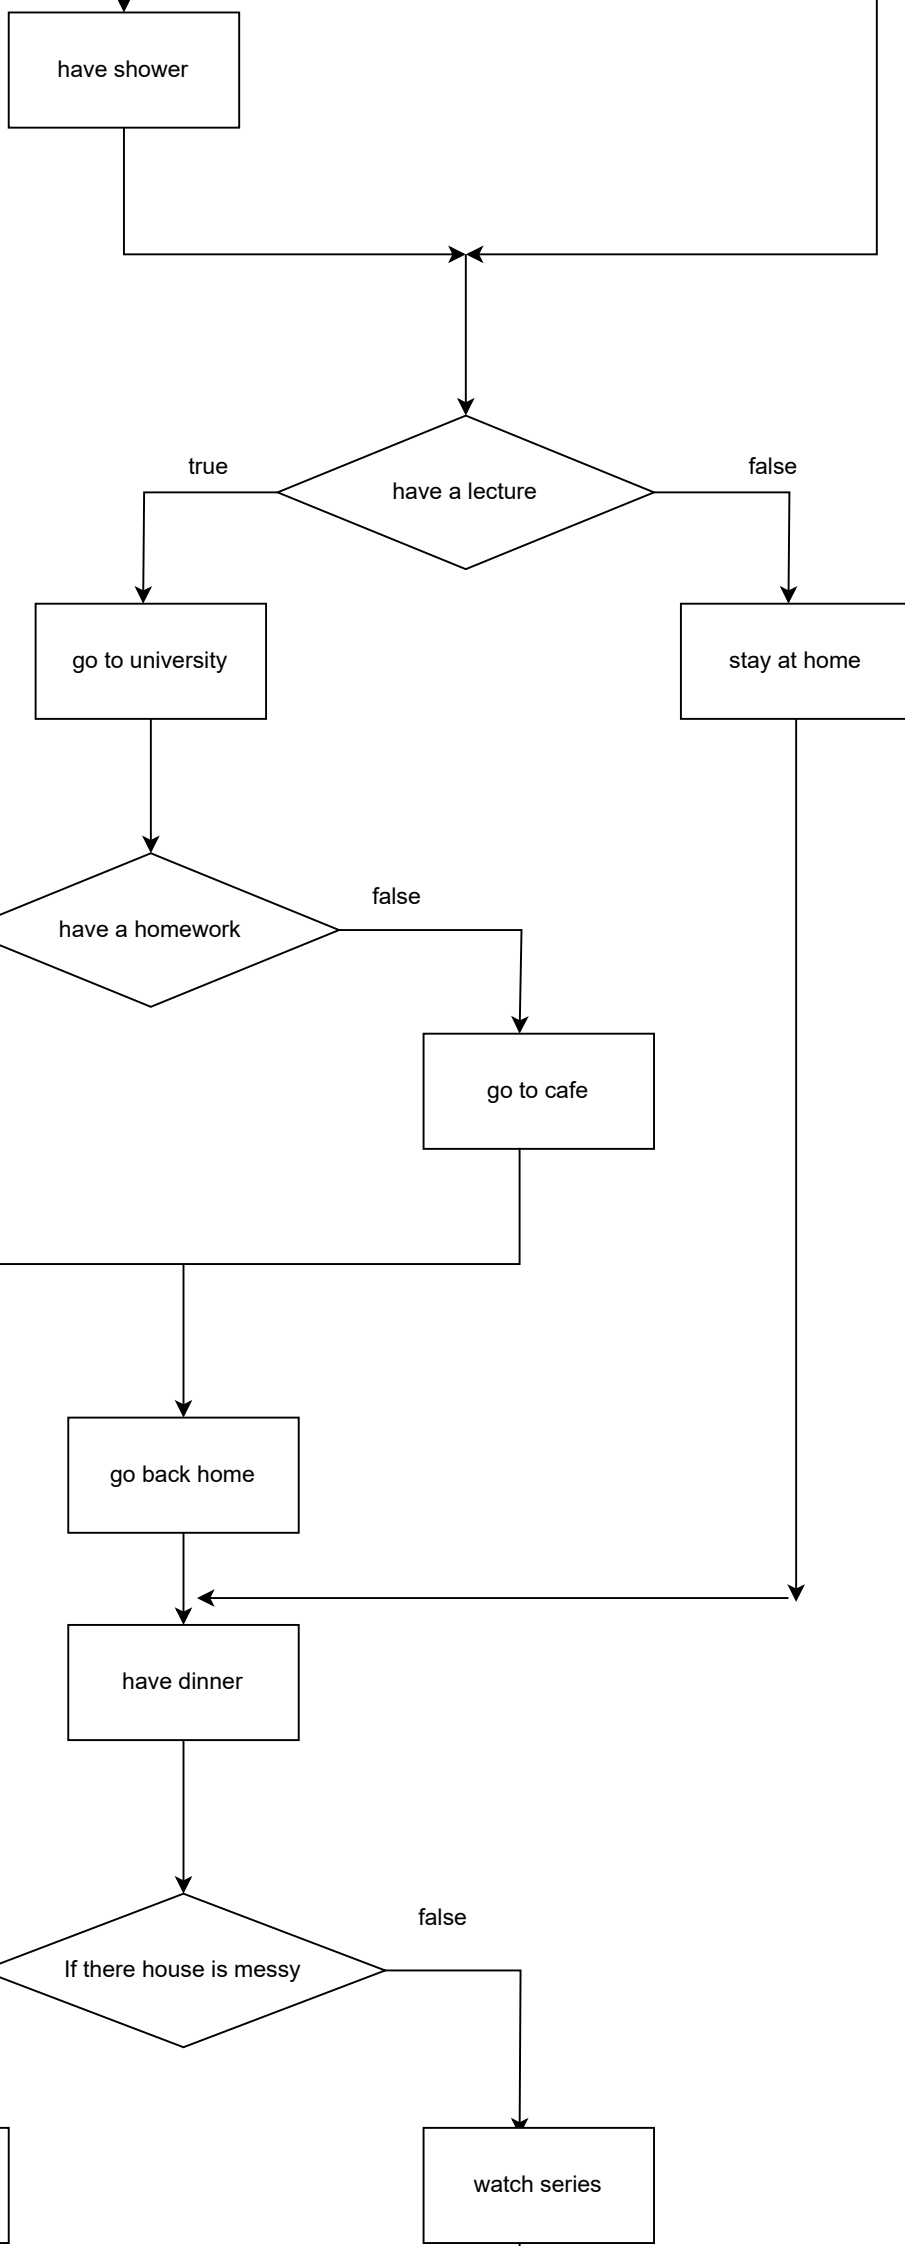 have shower
true
false
have a lecture
go to university
stay at home
false
have a homework
go to cafe
go back home
have dinner
false
If there house is messy
watch series